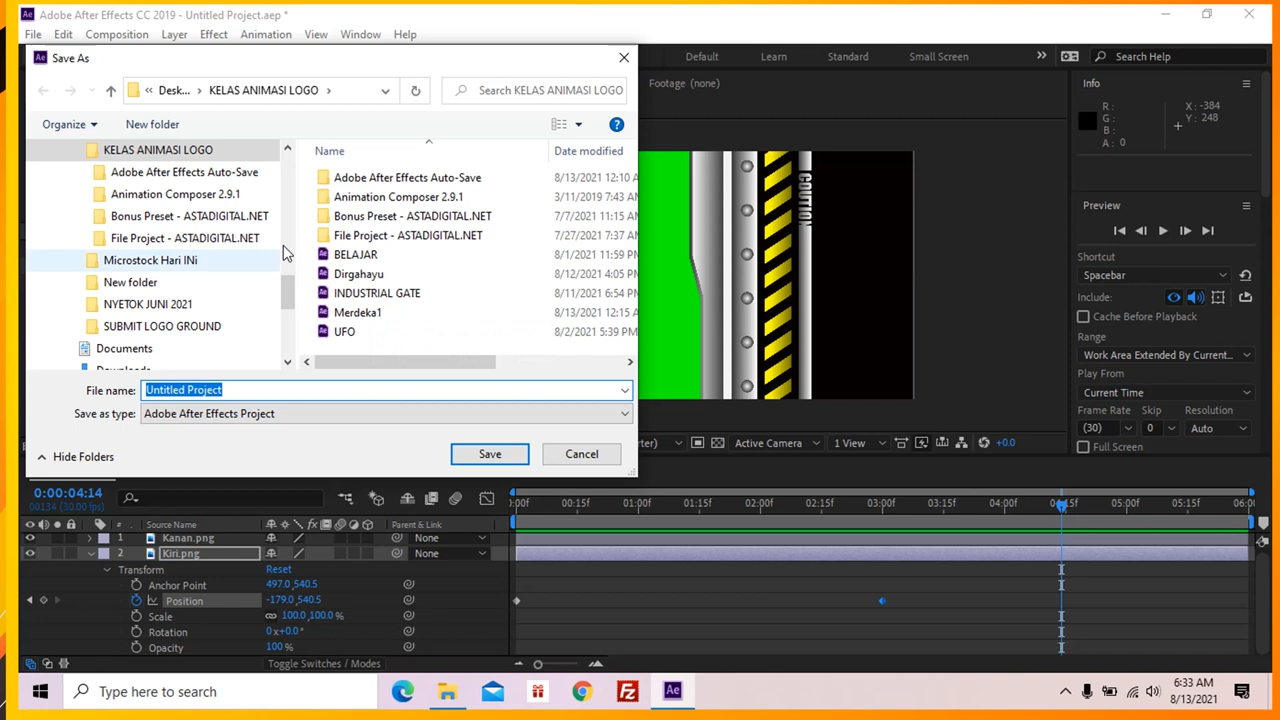 Adobe After Effects CC 2019 - Untitled Project.aep *
File Edit Composition Layer Effect Animation View Window Help
Save As
Default Learn Standard Small Screen Search Help
Desk... KELAS ANIMASI LOGO
Search KELAS ANIMASI LOGO
Footage (none)
Organize New folder
KELAS ANIMASI LOGO
Adobe After Effects Auto-Save
Animation Composer 2.9.1
Bonus Preset - ASTADIGITAL.NET
File Project - ASTADIGITAL.NET
Microstock Hari INi
New folder
NYETOK JUNI 2021
SUBMIT LOGO GROUND
Documents
Name Date modified
Adobe After Effects Auto-Save 8/13/2021 12:10
Animation Composer 2.9.1 3/11/2019 7:43 A
Bonus Preset - ASTADIGITAL.NET 7/7/2021 11:15 A
File Project - ASTADIGITAL.NET 7/27/2021 7:37 A
BELAJAR 8/1/2021 11:59 P
Dirgahayu 8/12/2021 4:05 P
INDUSTRIAL GATE 8/11/2021 6:54 P
Merdeka1 8/13/2021 12:15
UFO 8/2/2021 5:39 PM
File name: Untitled Project
Save as type: Adobe After Effects Project
Hide Folders
Save Cancel
COUTION
Info
R :
G :
B :
A : 0
X : -384
Y : 248
Preview
Shortcut
Spacebar
Include:
Cache Before Playback
Range
Work Area Extended By Current...
Play From
Current Time
Frame Rate Skip Resolution
(30) 0 Auto
Full Screen
Active Camera 1 View +0.0
0:00:04:14
00134 (30.00 fps)
:00f 00:15f 01:00f 01:15f 02:00f 02:15f 03:00f 03:15f 04:00f 04:15f 05:00f 05:15f 06:00
# Source Name Parent & Link
1 Kanan.png None
2 Kiri.png None
Transform Reset
Anchor Point 497.0,540.5
Position -179.0,540.5
Scale 100.0,100.0 %
Rotation 0 x+0.0°
Opacity 100 %
Toggle Switches / Modes
Type here to search
6:33 AM
8/13/2021